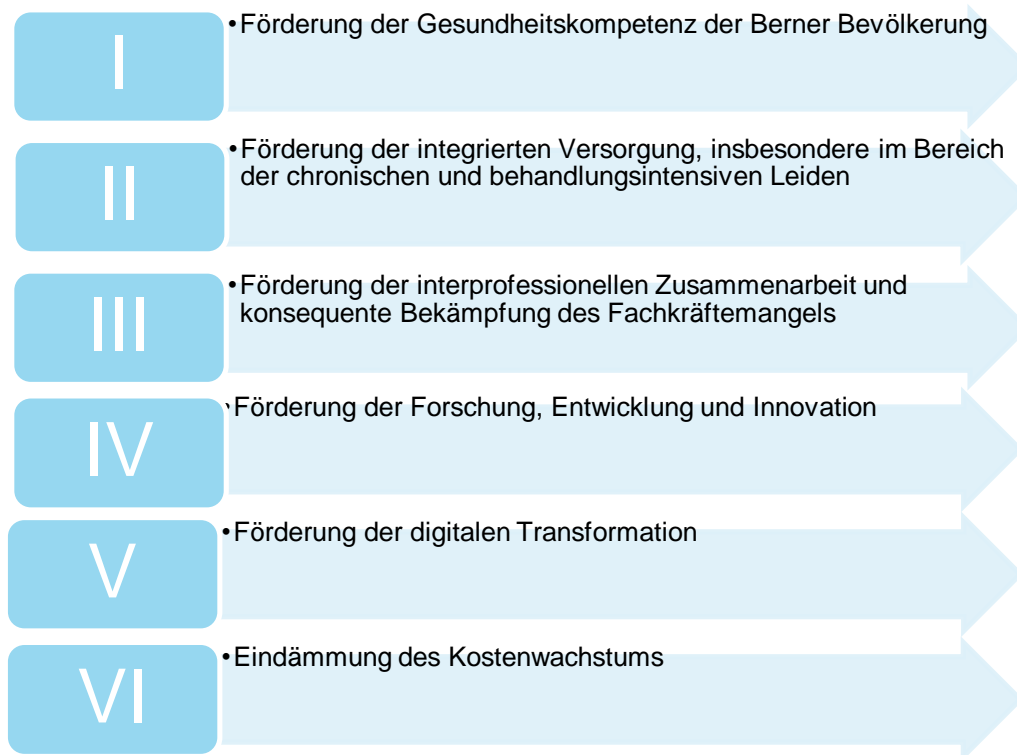 I
•Förderung der Gesundheitskompetenz der Berner Bevölkerung
II
•Förderung der integrierten Versorgung, insbesondere im Bereich
der chronischen und behandlungsintensiven Leiden
III
•Förderung der interprofessionellen Zusammenarbeit und
konsequente Bekämpfung des Fachkräftemangels
IV
•Förderung der Forschung, Entwicklung und Innovation
V
•Förderung der digitalen Transformation
VI
•Eindämmung des Kostenwachstums